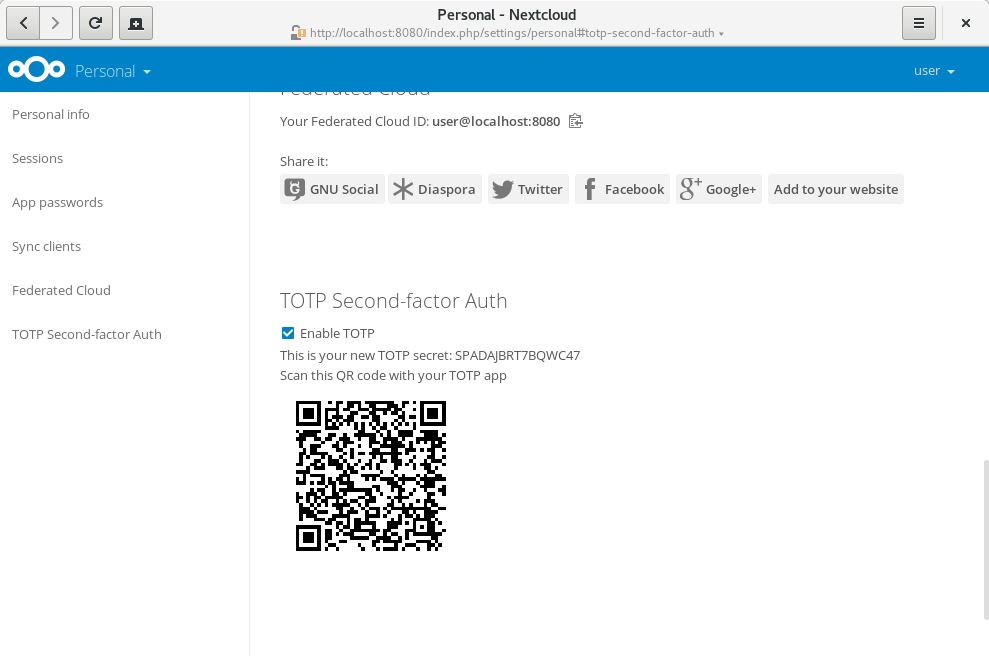 Personal - Nextcloud
http://localhost:8080/index.php/settings/personal#totp-second-factor-auth
Personal
user
Personal info
Sessions
App passwords
Sync clients
Federated Cloud
TOTP Second-factor Auth
Federated Cloud
Your Federated Cloud ID: user@localhost:8080
Share it:
GNU Social Diaspora Twitter Facebook Google+ Add to your website
TOTP Second-factor Auth
Enable TOTP
This is your new TOTP secret: SPADAJBRT7BQWC47
Scan this QR code with your TOTP app